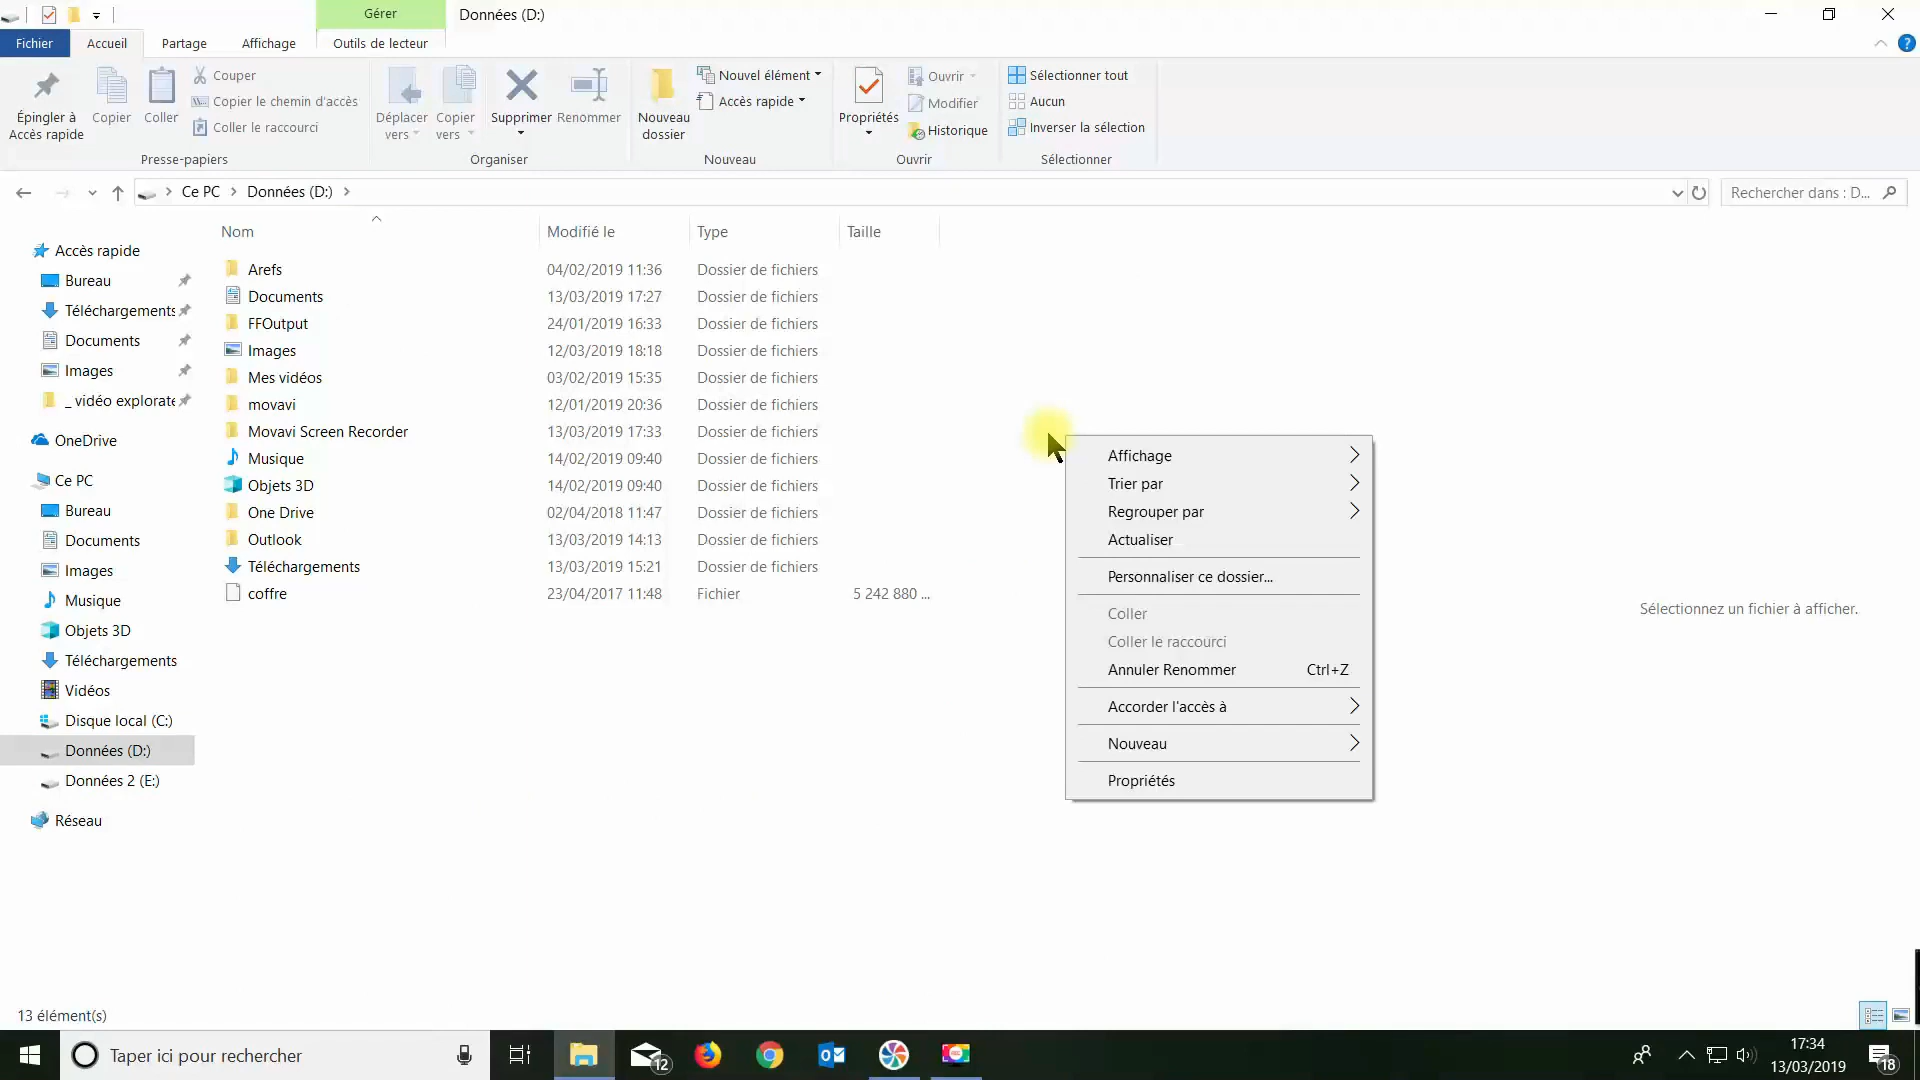 Gérer
Données (D:)
Fichier
Accueil
Partage
Affichage
Outils de lecteur
Épingler à
Accès rapide
Copier
Coller
Couper
Copier le chemin d'accès
Coller le raccourci
Presse-papiers
Déplacer
vers
Copier
vers
Supprimer
Renommer
Organiser
Nouveau
dossier
Nouvel élément
Accès rapide
Nouveau
Propriétés
Ouvrir
Modifier
Historique
Ouvrir
Sélectionner tout
Aucun
Inverser la sélection
Sélectionner
Ce PC
Données (D:)
Rechercher dans : D...
Nom Modifié le Type Taille
Accès rapide
Bureau
Téléchargements
Documents
Images
_ vidéo explorate
OneDrive
Ce PC
Bureau
Documents
Images
Musique
Objets 3D
Téléchargements
Vidéos
Disque local (C:)
Données (D:)
Données 2 (E:)
Réseau
Arefs 04/02/2019 11:36 Dossier de fichiers
Documents 13/03/2019 17:27 Dossier de fichiers
FFOutput 24/01/2019 16:33 Dossier de fichiers
Images 12/03/2019 18:18 Dossier de fichiers
Mes vidéos 03/02/2019 15:35 Dossier de fichiers
movavi 12/01/2019 20:36 Dossier de fichiers
Movavi Screen Recorder 13/03/2019 17:33 Dossier de fichiers
Musique 14/02/2019 09:40 Dossier de fichiers
Objets 3D 14/02/2019 09:40 Dossier de fichiers
One Drive 02/04/2018 11:47 Dossier de fichiers
Outlook 13/03/2019 14:13 Dossier de fichiers
Téléchargements 13/03/2019 15:21 Dossier de fichiers
coffre 23/04/2017 11:48 Fichier 5 242 880 ...
Affichage
Trier par
Regrouper par
Actualiser
Personnaliser ce dossier...
Coller
Coller le raccourci
Annuler Renommer Ctrl+Z
Accorder l'accès à
Nouveau
Propriétés
Sélectionnez un fichier à afficher.
13 élément(s)
Taper ici pour rechercher
12
17:34
13/03/2019
18